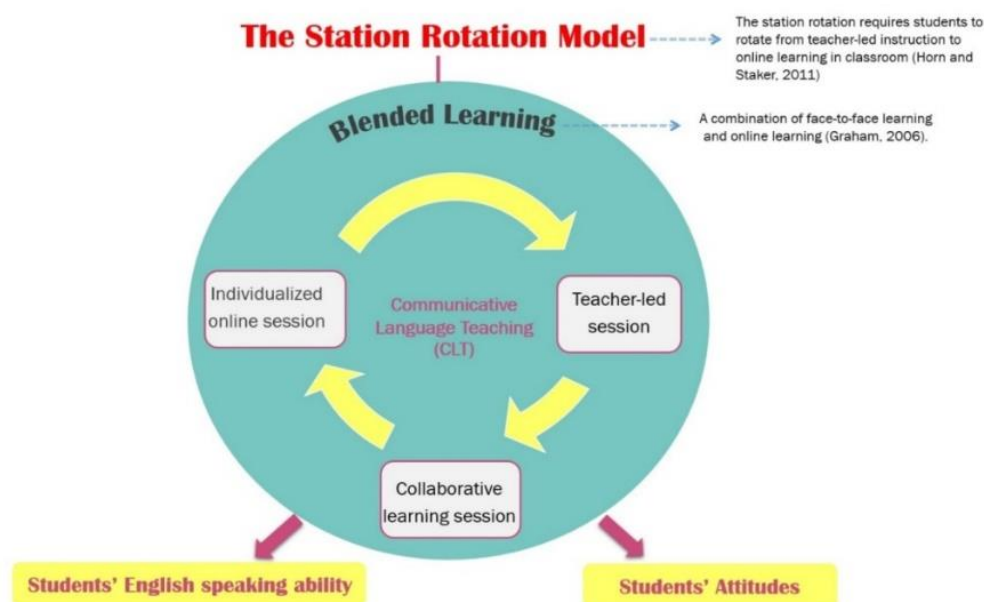 The Station Rotation Model
The station rotation requires students to
rotate from teacher-led instruction to
online learning in classroom (Horn and
Staker, 2011)
Blended Learning
A combination of face-to-face learning
and online learning (Graham, 2006).
Individualized
online session
Communicative
Language Teaching
(CLT)
Teacher-led
session
Collaborative
learning session
Students' English speaking ability
Students' Attitudes